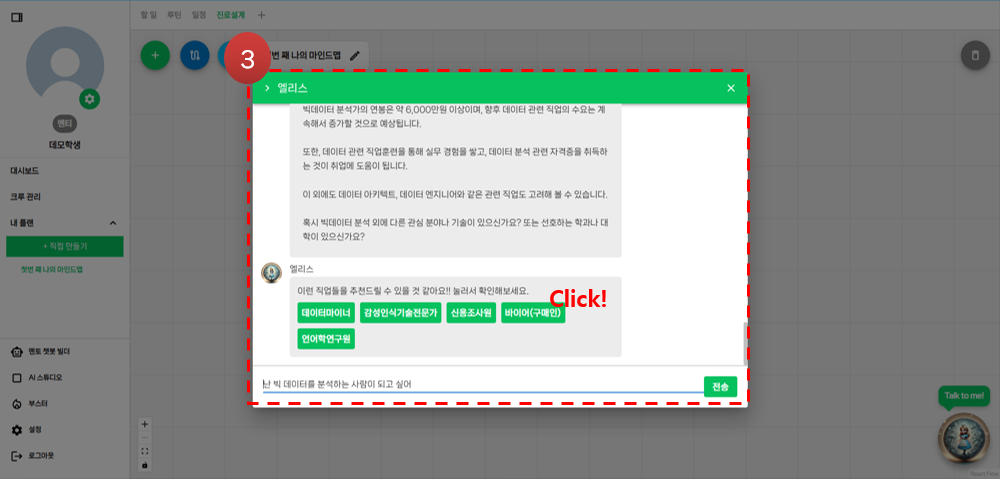 할 일 루틴 일정 진로설계 +
3
번 째 나의 마인드맵
멘티
데모학생
대시보드
크루 관리
내 플랜
+ 직접 만들기
첫번 째 나의 마인드맵
멘토 챗봇 빌더
AI 스튜디오
부스터
설정
로그아웃
엘리스
빅데이터 분석가의 연봉은 약 6,000만원 이상이며, 향후 데이터 관련 직업의 수요는 계
속해서 증가할 것으로 예상됩니다.
또한, 데이터 관련 직업훈련을 통해 실무 경험을 쌓고, 데이터 분석 관련 자격증을 취득하
는 것이 취업에 도움이 됩니다.
이 외에도 데이터 아키텍트, 데이터 엔지니어와 같은 관련 직업도 고려해 볼 수 있습니다.
혹시 빅데이터 분석 외에 다른 관심 분야나 기술이 있으신가요? 또는 선호하는 학과나 대
학이 있으신가요?
엘리스
이런 직업들을 추천드릴 수 있을 것 같아요!! 눌러서 확인해보세요.
Click!
데이터마이너 감성인식기술전문가 신용조사원 바이어(구매인)
언어학연구원
난 빅 데이터를 분석하는 사람이 되고 싶어
전송
Talk to me!
React Flow